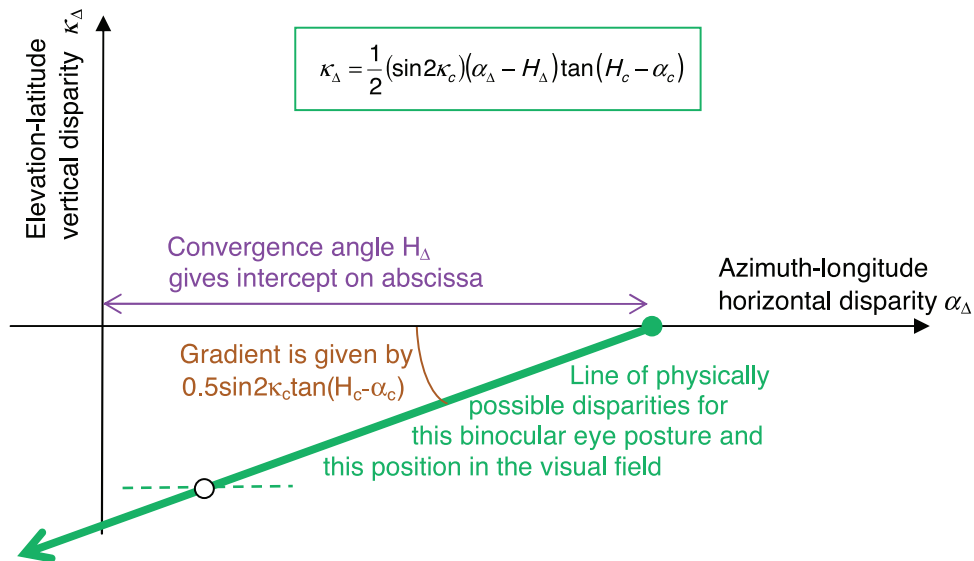 Elevation-latitude
vertical disparity κ_Δ
κ_Δ = 1/2 (sin2κ_c)(α_Δ − H_Δ)tan(H_c − α_c)
Convergence angle H_Δ
gives intercept on abscissa
Azimuth-longitude
horizontal disparity α_Δ
Gradient is given by
0.5sin2κ_ctan(H_c-α_c)
Line of physically
possible disparities for
this binocular eye posture and
this position in the visual field